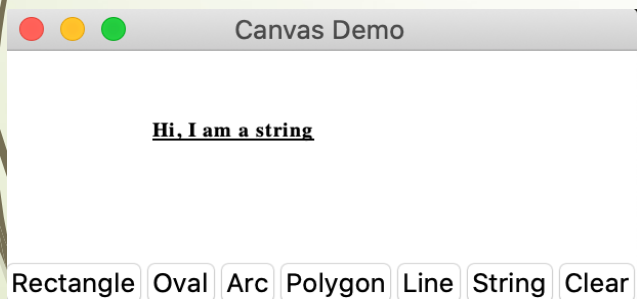 Canvas Demo
Hi, I am a string
Rectangle Oval Arc Polygon Line String Clear